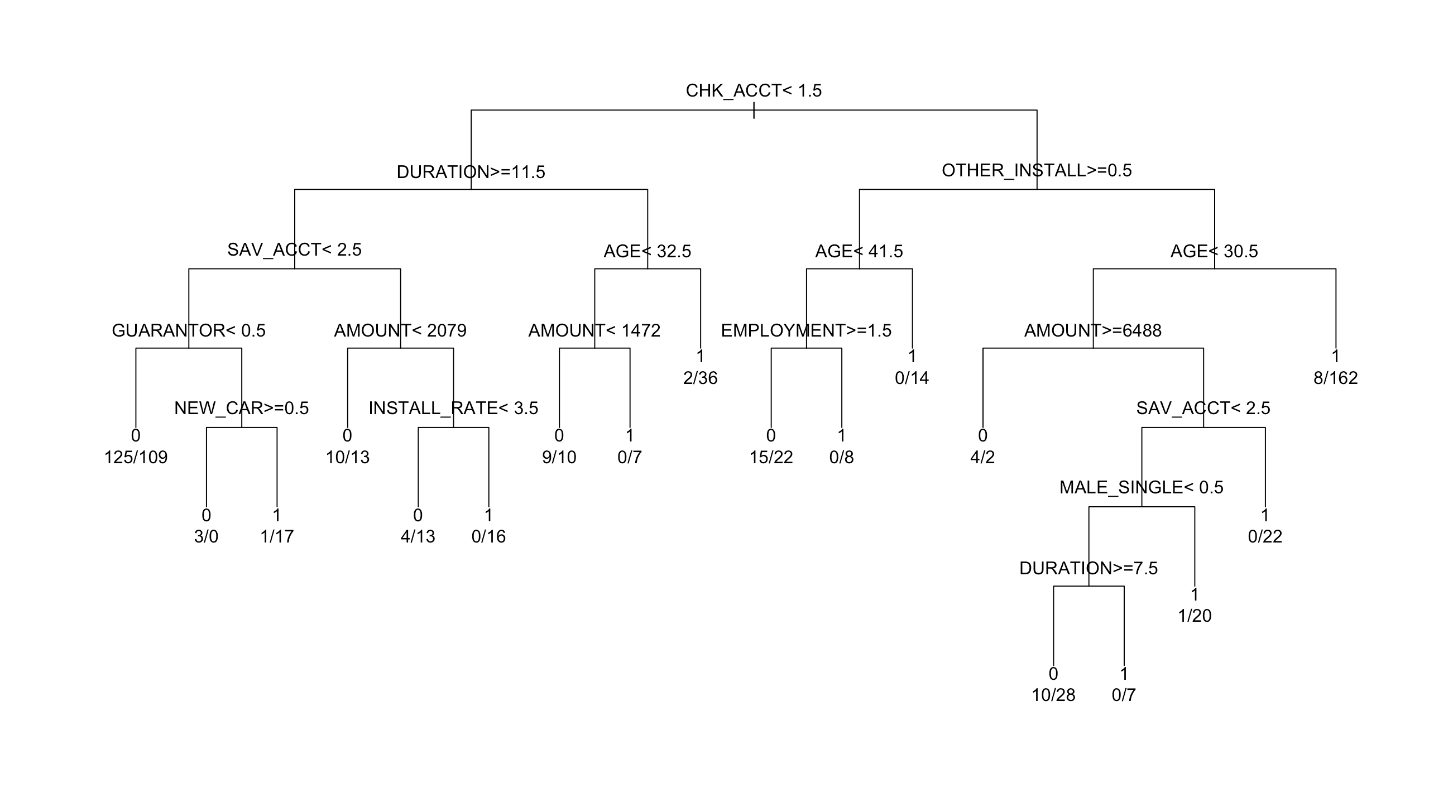 CHK_ACCT< 1.5
DURATION>=11.5
OTHER_INSTALL>=0.5
SAV_ACCT< 2.5
AGE< 32.5
AGE< 41.5
AGE< 30.5
GUARANTOR< 0.5
AMOUNT< 2079
AMOUNT< 1472
EMPLOYMENT>=1.5
AMOUNT>=6488
1
2/36
1
0/14
1
8/162
NEW_CAR>=0.5
INSTALL_RATE< 3.5
SAV_ACCT< 2.5
0
125/109
0
10/13
0
9/10
1
0/7
0
15/22
1
0/8
0
4/2
MALE_SINGLE< 0.5
0
3/0
1
1/17
0
4/13
1
0/16
1
0/22
DURATION>=7.5
1
1/20
0
10/28
1
0/7